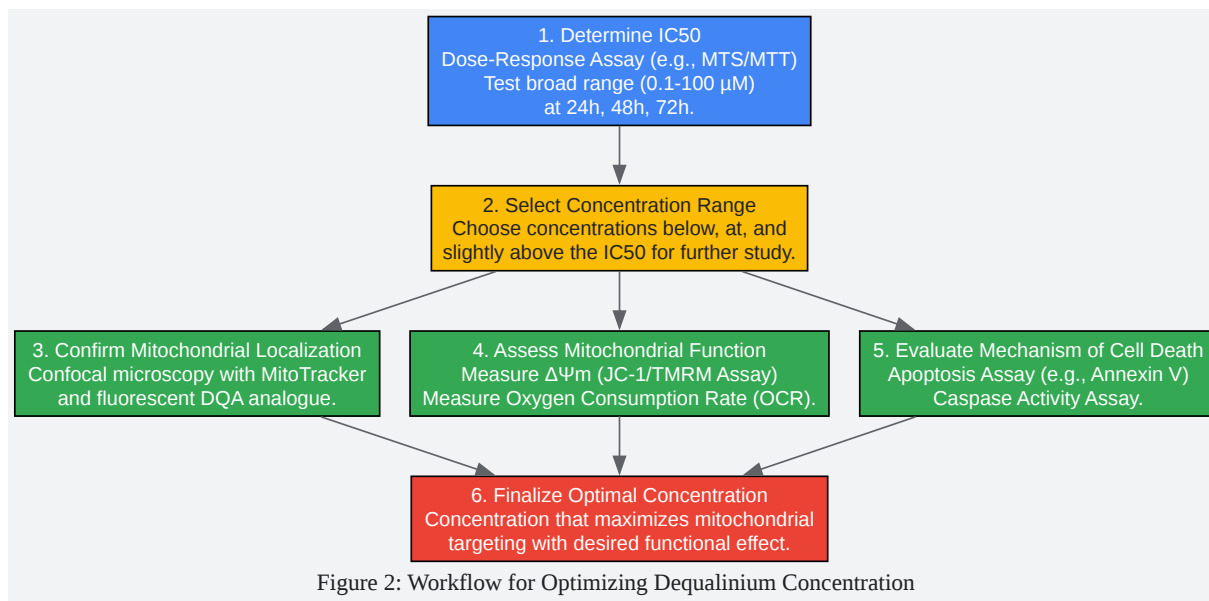 1. Determine IC50
Dose-Response Assay (e.g., MTS/MTT)
Test broad range (0.1-100 µM)
at 24h, 48h, 72h.
2. Select Concentration Range
Choose concentrations below, at, and
slightly above the IC50 for further study.
3. Confirm Mitochondrial Localization
Confocal microscopy with MitoTracker
and fluorescent DQA analogue.
4. Assess Mitochondrial Function
Measure ΔΨm (JC-1/TMRM Assay)
Measure Oxygen Consumption Rate (OCR).
5. Evaluate Mechanism of Cell Death
Apoptosis Assay (e.g., Annexin V)
Caspase Activity Assay.
6. Finalize Optimal Concentration
Concentration that maximizes mitochondrial
targeting with desired functional effect.
Figure 2: Workflow for Optimizing Dequalinium Concentration